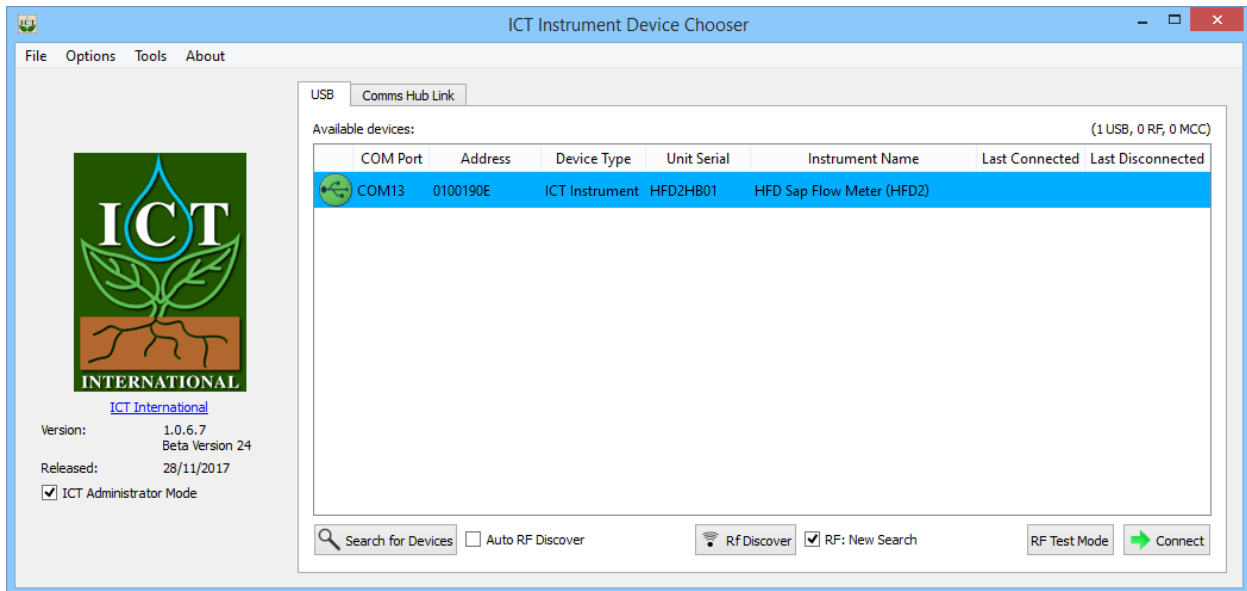 ICT Instrument Device Chooser
File Options Tools About
USB Comms Hub Link
Available devices: (1 USB, 0 RF, 0 MCC)
COM Port Address Device Type Unit Serial Instrument Name Last Connected Last Disconnected
COM13 0100190E ICT Instrument HFD2HB01 HFD Sap Flow Meter (HFD2)
ICT
INTERNATIONAL
ICT International
Version: 1.0.6.7
Beta Version 24
Released: 28/11/2017
ICT Administrator Mode
Search for Devices Auto RF Discover Rf Discover RF: New Search RF Test Mode Connect